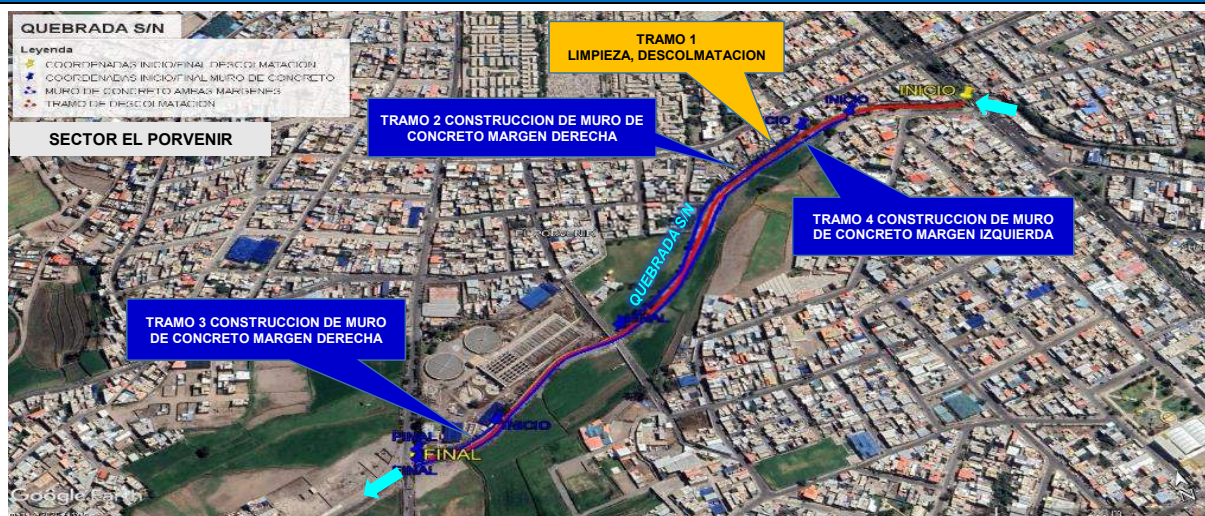 QUEBRADA S/N
Leyenda
COORDENADAS INICIO/FINAL DESCOLMATACION
COORDENADAS INICIO/FINAL MURO DE CONCRETO
MURO DE CONCRETO AMBAS MARGENES
TRAMO DE DESCOLMATACION
SECTOR EL PORVENIR
TRAMO 1
LIMPIEZA, DESCOLMATACION
INICIO
INICIO
CIO
TRAMO 2 CONSTRUCCION DE MURO DE
CONCRETO MARGEN DERECHA
TRAMO 4 CONSTRUCCION DE MURO
DE CONCRETO MARGEN IZQUIERDA
EL PORVENIR
QUEBRADA S/N
TRAMO 3 CONSTRUCCION DE MURO
DE CONCRETO MARGEN DERECHA
INICIO
FINAL
FINAL
FINAL
Google Earth
N